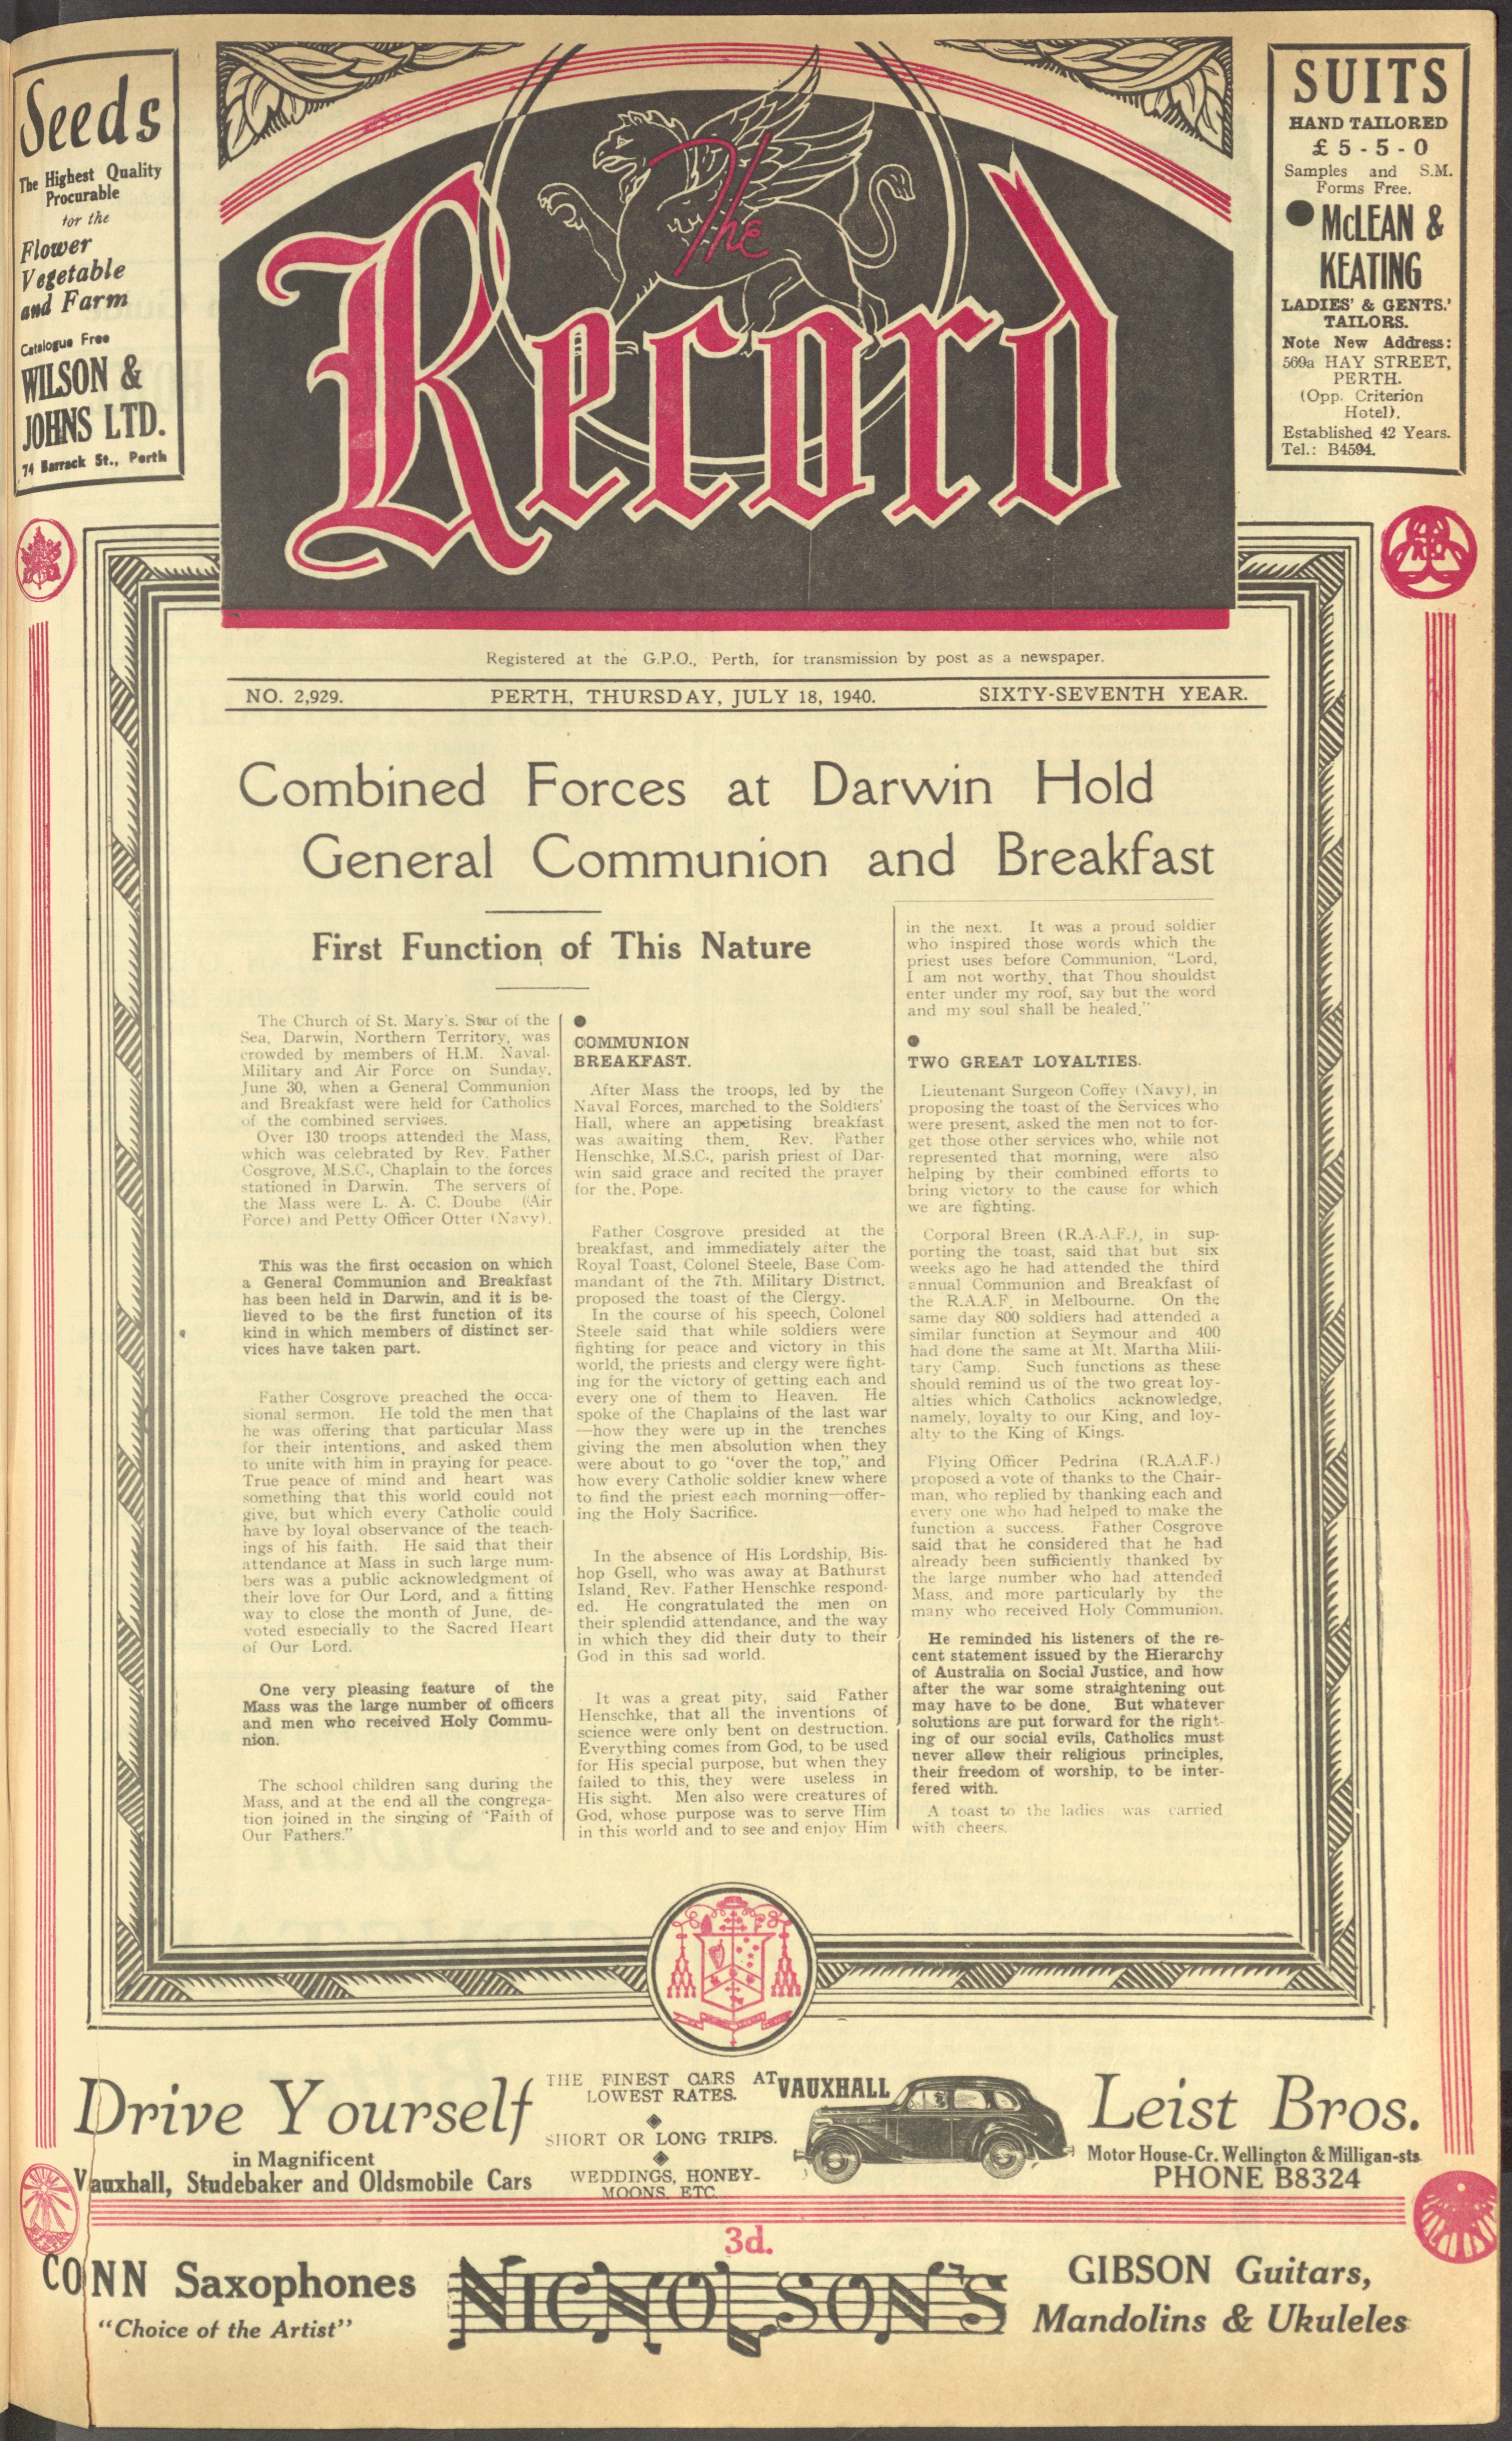 Seeds
The Highest Quality
Procurable
for the
Flower
Vegetable
and Farm
Catalogue Free
WILSON &
JOHNS LTD.
74 Barrack St., Perth
The
Record
SUITS
HAND TAILORED
£5-5-0
Samples and S.M.
Forms Free.
McLEAN &
KEATING
LADIES' & GENTS.'
TAILORS.
Note New Address:
569a HAY STREET,
PERTH.
(Opp. Criterion
Hotel).
Established 42 Years.
Tel.: B4594.
Registered at the G.P.O., Perth, for transmission by post as a newspaper.
NO. 2,929. PERTH, THURSDAY, JULY 18, 1940. SIXTY-SEVENTH YEAR.
Combined Forces at Darwin Hold
General Communion and Breakfast
First Function of This Nature
The Church of St. Mary's. Star of the
Sea, Darwin, Northern Territory, was
crowded by members of H.M. Naval-
Military and Air Force on Sunday,
June 30, when a General Communion
and Breakfast were held for Catholics
of the combined services.
Over 130 troops attended the Mass,
which was celebrated by Rev. Father
Cosgrove, M.S.C., Chaplain to the forces
stationed in Darwin. The servers of
the Mass were L. A. C. Doube (Air
Force) and Petty Officer Otter (Navy).
This was the first occasion on which
a General Communion and Breakfast
has been held in Darwin, and it is be-
lieved to be the first function of its
kind in which members of distinct ser-
vices have taken part.
Father Cosgrove preached the occa-
sional sermon. He told the men that
he was offering that particular Mass
for their intentions, and asked them
to unite with him in praying for peace.
True peace of mind and heart was
something that this world could not
give, but which every Catholic could
have by loyal observance of the teach-
ings of his faith. He said that their
attendance at Mass in such large num-
bers was a public acknowledgment of
their love for Our Lord, and a fitting
way to close the month of June, de-
voted especially to the Sacred Heart
of Our Lord.
One very pleasing feature of the
Mass was the large number of officers
and men who received Holy Commu-
nion.
The school children sang during the
Mass, and at the end all the congrega-
tion joined in the singing of "Faith of
Our Fathers."
COMMUNION
BREAKFAST.
After Mass the troops, led by the
Naval Forces, marched to the Soldiers'
Hall, where an appetising breakfast
was awaiting them. Rev. Father
Henschke, M.S.C., parish priest of Dar-
win said grace and recited the prayer
for the Pope.
Father Cosgrove presided at the
breakfast, and immediately after the
Royal Toast, Colonel Steele, Base Com-
mandant of the 7th. Military District,
proposed the toast of the Clergy.
In the course of his speech, Colonel
Steele said that while soldiers were
fighting for peace and victory in this
world, the priests and clergy were fight-
ing for the victory of getting each and
every one of them to Heaven. He
spoke of the Chaplains of the last war
—how they were up in the trenches
giving the men absolution when they
were about to go "over the top," and
how every Catholic soldier knew where
to find the priest each morning—offer-
ing the Holy Sacrifice.
In the absence of His Lordship, Bis-
hop Gsell, who was away at Bathurst
Island, Rev. Father Henschke respond-
ed. He congratulated the men on
their splendid attendance, and the way
in which they did their duty to their
God in this sad world.
It was a great pity, said Father
Henschke, that all the inventions of
science were only bent on destruction.
Everything comes from God, to be used
for His special purpose, but when they
failed to this, they were useless in
His sight. Men also were creatures of
God, whose purpose was to serve Him
in this world and to see and enjoy Him
in the next. It was a proud soldier
who inspired those words which the
priest uses before Communion, "Lord,
I am not worthy, that Thou shouldst
enter under my roof, say but the word
and my soul shall be healed."
TWO GREAT LOYALTIES.
Lieutenant Surgeon Coffey (Navy), in
proposing the toast of the Services who
were present, asked the men not to for-
get those other services who, while not
represented that morning, were also
helping by their combined efforts to
bring victory to the cause for which
we are fighting.
Corporal Breen (R.A.A.F.), in sup-
porting the toast, said that but six
weeks ago he had attended the third
annual Communion and Breakfast of
the R.A.A.F. in Melbourne. On the
same day 800 soldiers had attended a
similar function at Seymour and 400
had done the same at Mt. Martha Mili-
tary Camp. Such functions as these
should remind us of the two great loy-
alties which Catholics acknowledge,
namely, loyalty to our King, and loy-
alty to the King of Kings.
Flying Officer Pedrina (R.A.A.F.)
proposed a vote of thanks to the Chair-
man, who replied by thanking each and
every one who had helped to make the
function a success. Father Cosgrove
said that he considered that he had
already been sufficiently thanked by
the large number who had attended
Mass, and more particularly by the
many who received Holy Communion.
He reminded his listeners of the re-
cent statement issued by the Hierarchy
of Australia on Social Justice, and how
after the war some straightening out
may have to be done. But whatever
solutions are put forward for the right-
ing of our social evils, Catholics must
never allow their religious principles,
their freedom of worship, to be inter-
fered with.
A toast to the ladies was carried
with cheers.
Drive Yourself
in Magnificent
Vauxhall, Studebaker and Oldsmobile Cars
THE FINEST CARS AT
LOWEST RATES.
SHORT OR LONG TRIPS.
WEDDINGS, HONEY-
MOONS, ETC.
VAUXHALL
Leist Bros.
Motor House-Cr. Wellington & Milligan-sts
PHONE B8324
3d.
CONN Saxophones
"Choice of the Artist"
NICHOLSON'S
GIBSON Guitars,
Mandolins & Ukuleles